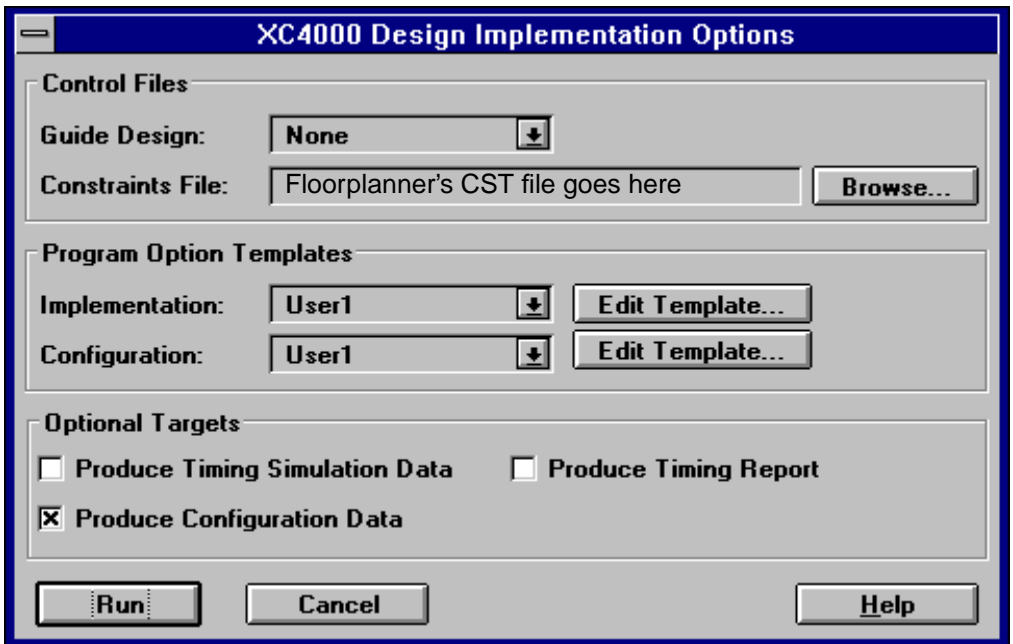 XC4000 Design Implementation Options
Control Files
Guide Design: None
Constraints File: Floorplanner's CST file goes here Browse...
Program Option Templates
Implementation: User1 Edit Template...
Configuration: User1 Edit Template...
Optional Targets
Produce Timing Simulation Data Produce Timing Report
Produce Configuration Data
Run Cancel Help